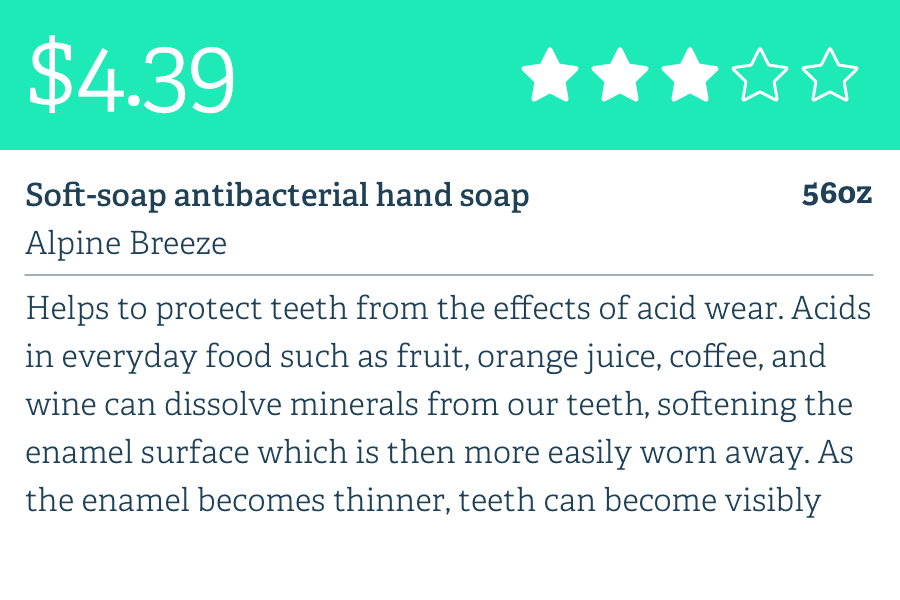 $4.39
Soft-soap antibacterial hand soap 56oz
Alpine Breeze
Helps to protect teeth from the effects of acid wear. Acids
in everyday food such as fruit, orange juice, coffee, and
wine can dissolve minerals from our teeth, softening the
enamel surface which is then more easily worn away. As
the enamel becomes thinner, teeth can become visibly